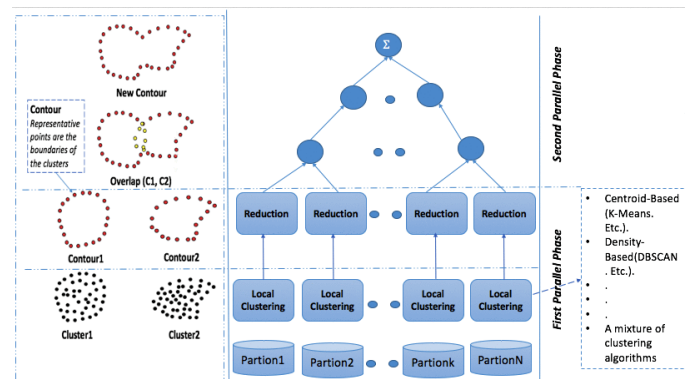 Σ
New Contour
Contour
Representative
points are the
boundaries of
the clusters
Overlap (C1, C2)
Contour1
Contour2
Cluster1
Cluster2
Reduction
Reduction
Reduction
Reduction
Local
Clustering
Local
Clustering
Local
Clustering
Local
Clustering
Partion1
Partion2
Partionk
PartionN
Second Parallel Phase
First Parallel Phase
• Centroid-Based
(K-Means.
Etc.).
• Density-
Based(DBSCAN
. Etc.).
• .
• .
• .
• A mixture of
clustering
algorithms